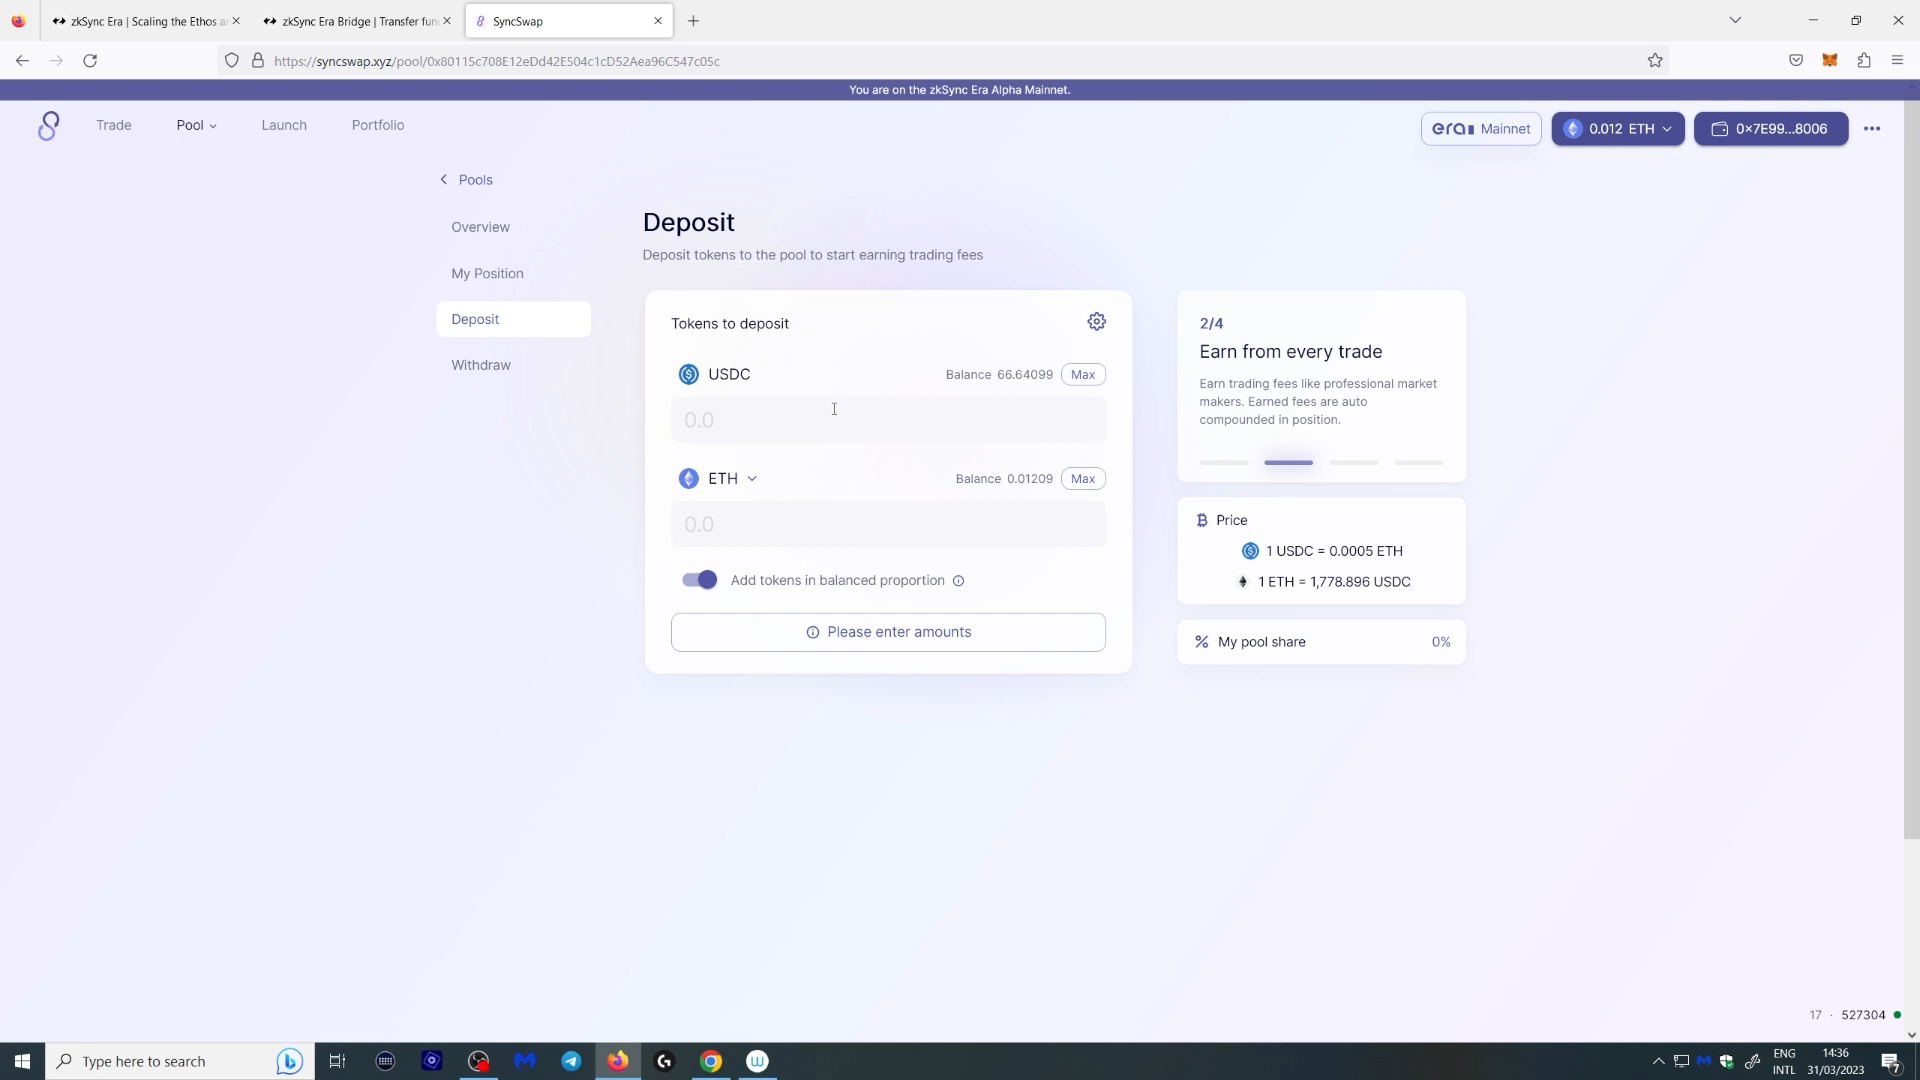 zkSync Era | Scaling the Ethos a
zkSync Era Bridge | Transfer fun
SyncSwap
https://syncswap.xyz/pool/0x80115c708E12eDd42E504c1cD52Aea96C547c05c
You are on the zkSync Era Alpha Mainnet.
Trade
Pool
Launch
Portfolio
era Mainnet
0.012 ETH
0x7E99...8006
Pools
Overview
My Position
Deposit
Withdraw
Deposit
Deposit tokens to the pool to start earning trading fees
Tokens to deposit
USDC
Balance 66.64099 Max
0.0
ETH
Balance 0.01209 Max
0.0
Add tokens in balanced proportion
Please enter amounts
2/4
Earn from every trade
Earn trading fees like professional market
makers. Earned fees are auto
compounded in position.
Price
1 USDC = 0.0005 ETH
1 ETH = 1,778.896 USDC
My pool share 0%
17 · 527304
Type here to search
ENG
INTL
14:36
31/03/2023
7